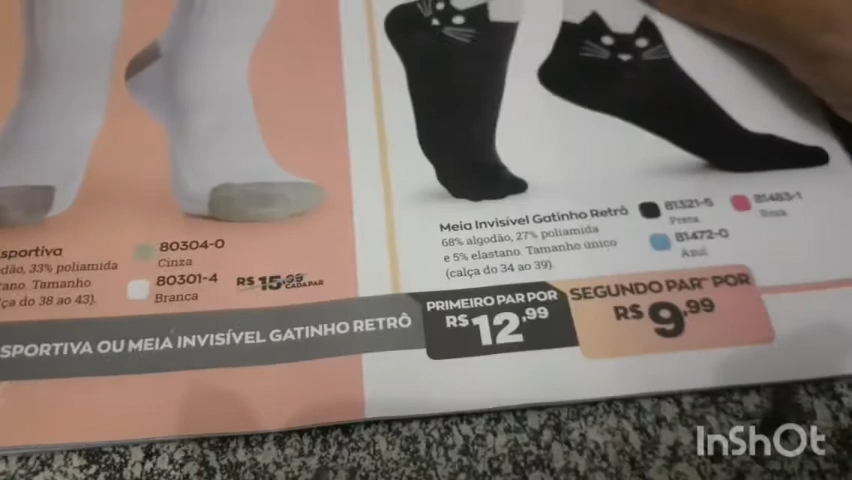 sportiva
dão, 33% poliamida
tano. Tamanho
ça do 38 ao 43).
80304-0
Cinza
80301-4
Branca
R$ 15,99
CADA PAR
Meia Invisível Gatinho Retrô
68% algodão, 27% poliamida
e 5% elastano. Tamanho único
(calça do 34 ao 39).
81321-5
Preta
81483-1
Rosa
81472-0
Azul
SPORTIVA OU MEIA INVISÍVEL GATINHO RETRÔ
PRIMEIRO PAR POR
R$ 12,99
SEGUNDO PAR** POR
R$ 9,99
InShOt